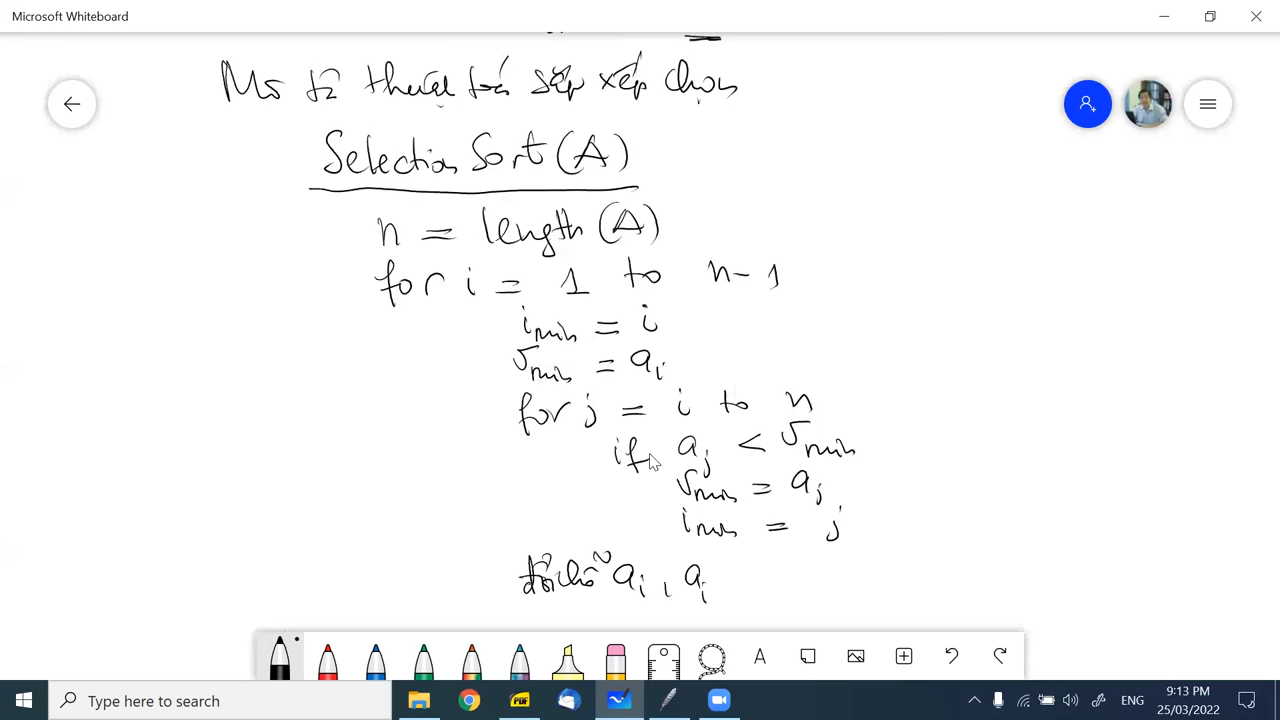 Microsoft Whiteboard
Mô tả thuật toán sắp xếp chọn
Selection Sort (A)
n = length (A)
for i = 1 to n-1
imin = i
vmin = ai
for j = i to n
if aj < vmin
vmin = aj
imin = j
đổi chỗ ai, ai
Type here to search
ENG
9:13 PM
25/03/2022